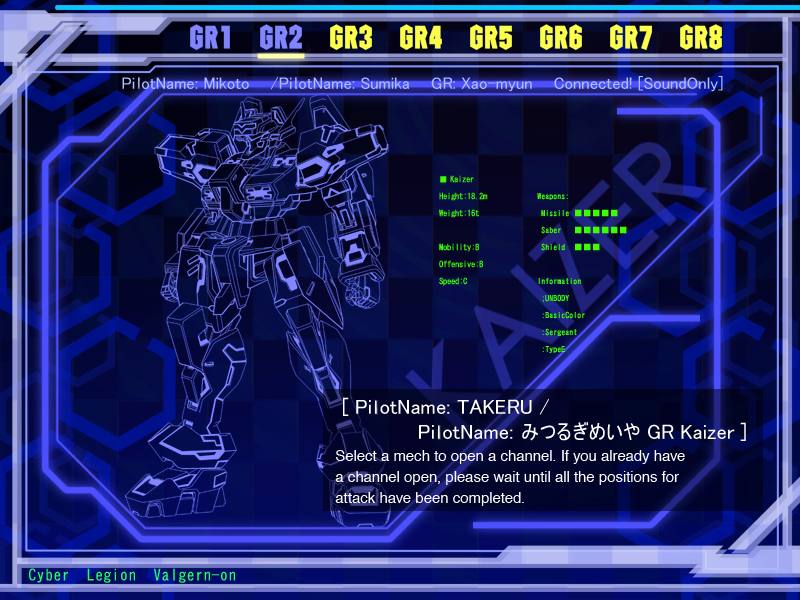 GR1 GR2 GR3 GR4 GR5 GR6 GR7 GR8
PilotName: Mikoto /PilotName: Sumika GR: Xao-myun Connected! [SoundOnly]
■ Kaizer
Height:18.2m
Weight:16t
Mobility:B
Offensive:B
Speed:C
Weapons:
Missile ■■■■■
Saber ■■■■■■
Shield ■■■
Information
:UNBODY
:BasicColor
:Sergeant
:TypeE
KAIZER
[ PilotName: TAKERU /
PilotName: みつるぎめいや GR Kaizer ]
Select a mech to open a channel. If you already have
a channel open, please wait until all the positions for
attack have been completed.
Cyber Legion Valgern-on